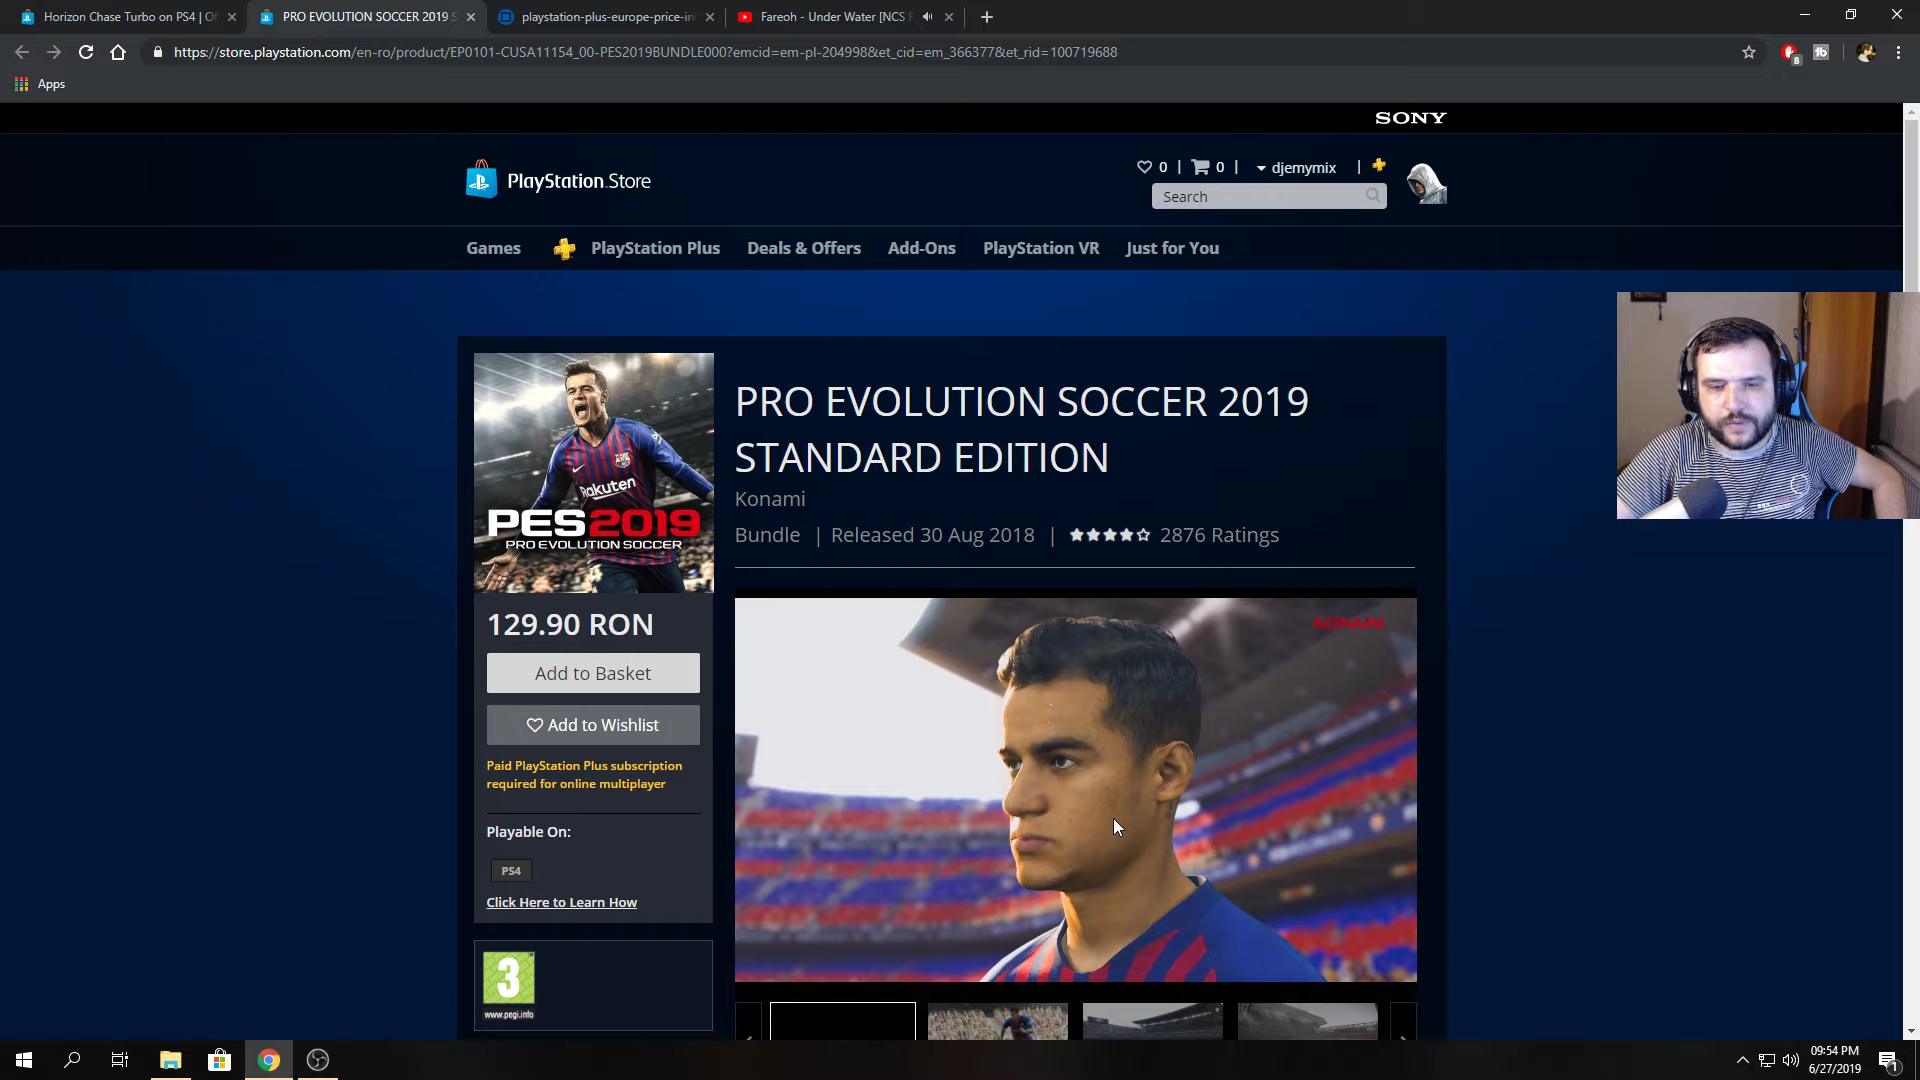 Horizon Chase Turbo on PS4 | Of
PRO EVOLUTION SOCCER 2019 S
playstation-plus-europe-price-in
Fareoh - Under Water [NCS R
https://store.playstation.com/en-ro/product/EP0101-CUSA11154_00-PES2019BUNDLE000?emcid=em-pl-204998&et_cid=em_366377&et_rid=100719688
8
tb
Apps
SONY
PlayStation Store
0 | 0 | djemymix |
Search
Games PlayStation Plus Deals & Offers Add-Ons PlayStation VR Just for You
Rakuten
PES2019
PRO EVOLUTION SOCCER
PRO EVOLUTION SOCCER 2019
STANDARD EDITION
Konami
Bundle | Released 30 Aug 2018 | 2876 Ratings
KONAMI
129.90 RON
Add to Basket
Add to Wishlist
Paid PlayStation Plus subscription
required for online multiplayer
Playable On:
PS4
Click Here to Learn How
3
www.pegi.info
09:54 PM
6/27/2019
1